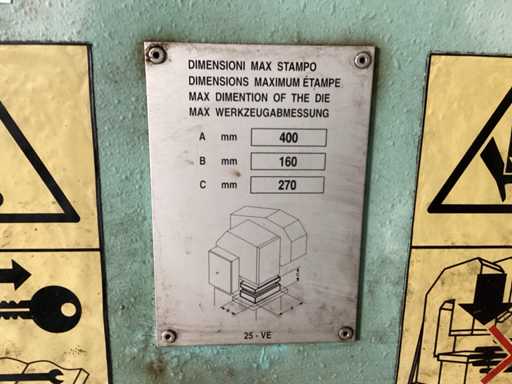 DIMENSIONI MAX STAMPO
DIMENSIONS MAXIMUM ÉTAMPE
MAX DIMENTION OF THE DIE
MAX WERKZEUGABMESSUNG
A mm 400
B mm 160
C mm 270
25 - VE